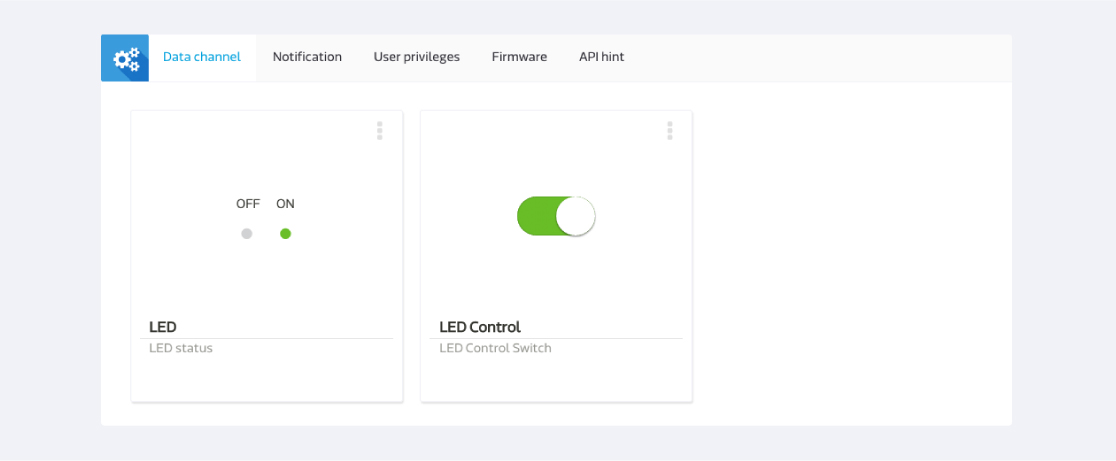 Data channel Notification User privileges Firmware API hint
OFF ON
LED
LED status
LED Control
LED Control Switch